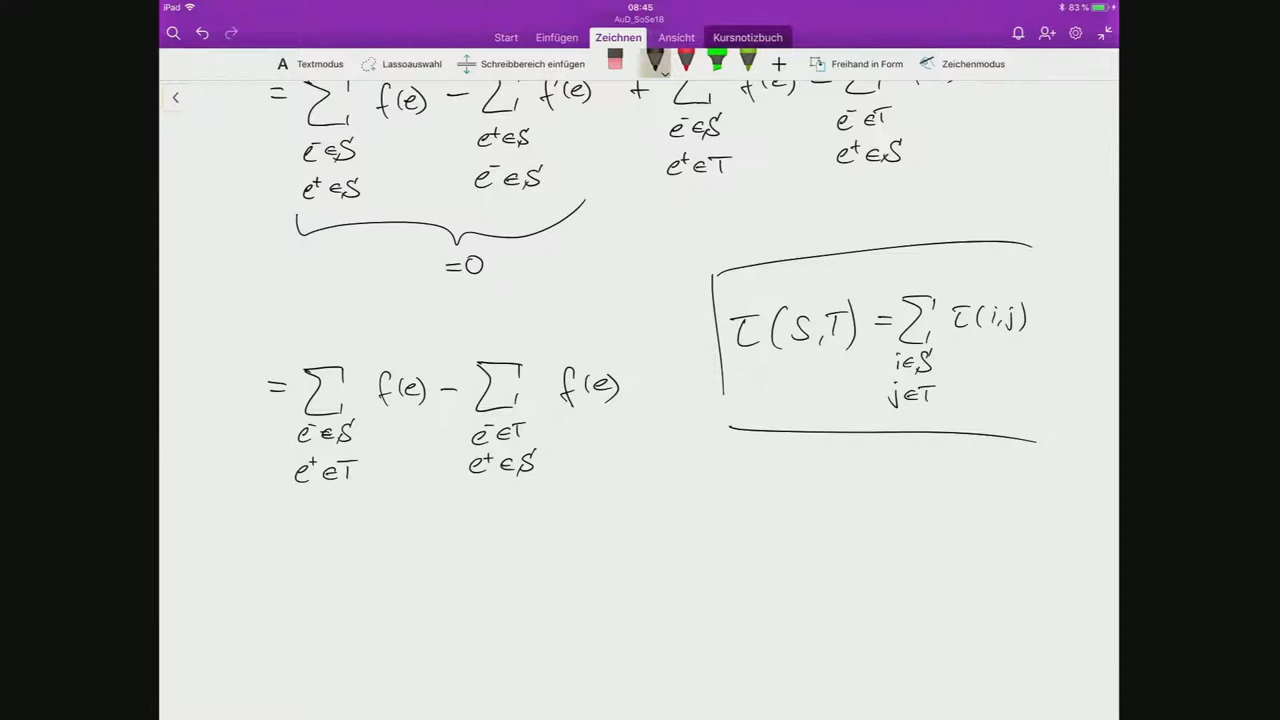 iPad 08:45 83 %
AuD_SoSe18
Start Einfügen Zeichnen Ansicht Kursnotizbuch
A Textmodus Lassoauswahl Schreibbereich einfügen Freihand in Form Zeichenmodus
= ∑ f(e) − ∑ f(e) + ∑ f(e) − ∑
e⁻∈S e⁺∈S e⁻∈S e⁻∈T
e⁺∈S e⁻∈S e⁺∈T e⁺∈S
=0
τ(S,T) = ∑ τ(i,j)
i∈S
j∈T
= ∑ f(e) − ∑ f(e)
e⁻∈S e⁻∈T
e⁺∈T e⁺∈S